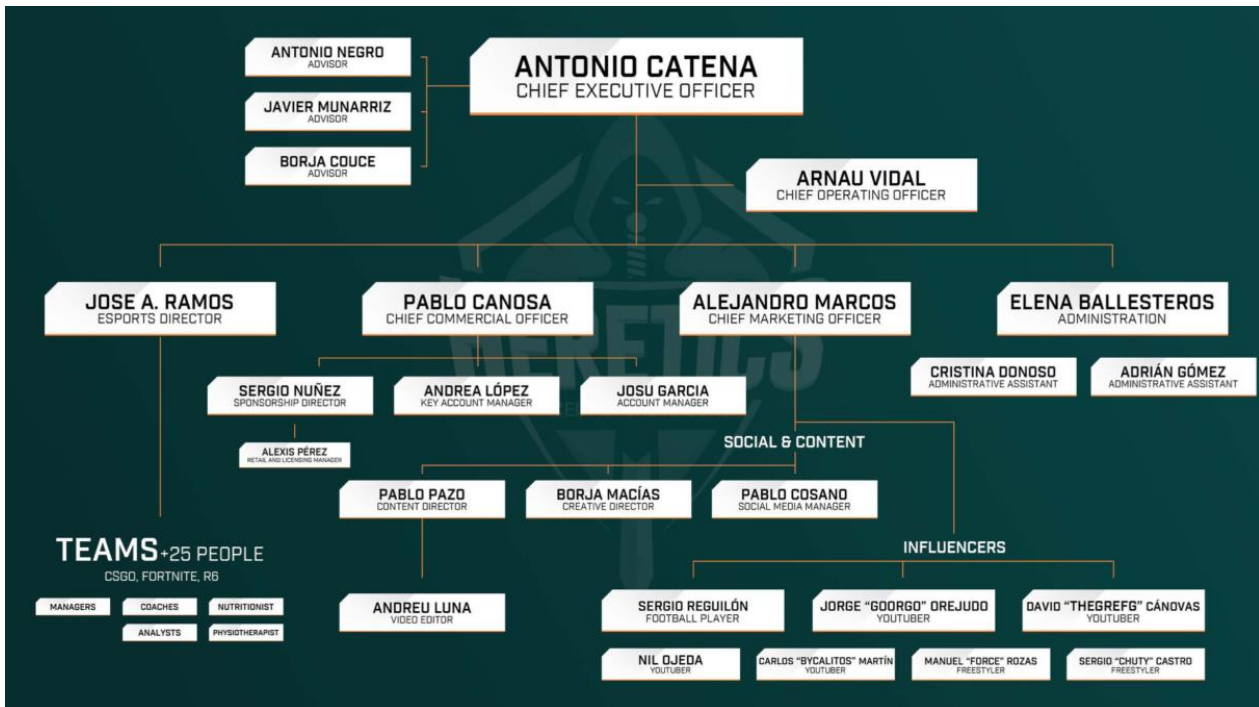 ANTONIO NEGRO
ADVISOR
JAVIER MUNARRIZ
ADVISOR
BORJA COUCE
ADVISOR
ANTONIO CATENA
CHIEF EXECUTIVE OFFICER
ARNAU VIDAL
CHIEF OPERATING OFFICER
JOSE A. RAMOS
ESPORTS DIRECTOR
PABLO CANOSA
CHIEF COMMERCIAL OFFICER
ALEJANDRO MARCOS
CHIEF MARKETING OFFICER
ELENA BALLESTEROS
ADMINISTRATION
HERETICS
SERGIO NUÑEZ
SPONSORSHIP DIRECTOR
ANDREA LÓPEZ
KEY ACCOUNT MANAGER
JOSU GARCIA
ACCOUNT MANAGER
CRISTINA DONOSO
ADMINISTRATIVE ASSISTANT
ADRIÁN GÓMEZ
ADMINISTRATIVE ASSISTANT
ALEXIS PÉREZ
RETAIL AND LICENSING MANAGER
SOCIAL & CONTENT
PABLO PAZO
CONTENT DIRECTOR
BORJA MACÍAS
CREATIVE DIRECTOR
PABLO COSANO
SOCIAL MEDIA MANAGER
TEAMS +25 PEOPLE
CSGO, FORTNITE, R6
MANAGERS
COACHES
NUTRITIONIST
ANALYSTS
PHYSIOTHERAPIST
ANDREU LUNA
VIDEO EDITOR
INFLUENCERS
SERGIO REGUILÓN
FOOTBALL PLAYER
JORGE "GOORGO" OREJUDO
YOUTUBER
DAVID "THEGREFG" CÁNOVAS
YOUTUBER
NIL OJEDA
YOUTUBER
CARLOS "BYCALITOS" MARTÍN
YOUTUBER
MANUEL "FORCE" ROZAS
FREESTYLER
SERGIO "CHUTY" CASTRO
FREESTYLER